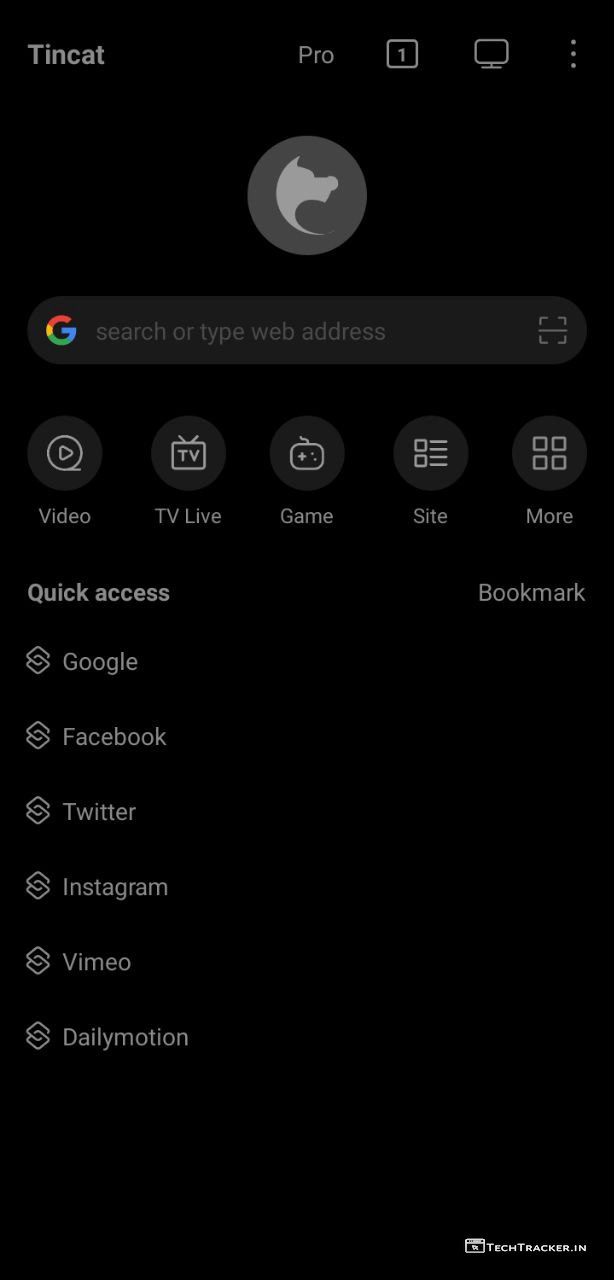 Tincat Pro 1
search or type web address
TV
Video TV Live Game Site More
Quick access Bookmark
Google
Facebook
Twitter
Instagram
Vimeo
Dailymotion
TECHTRACKER.IN